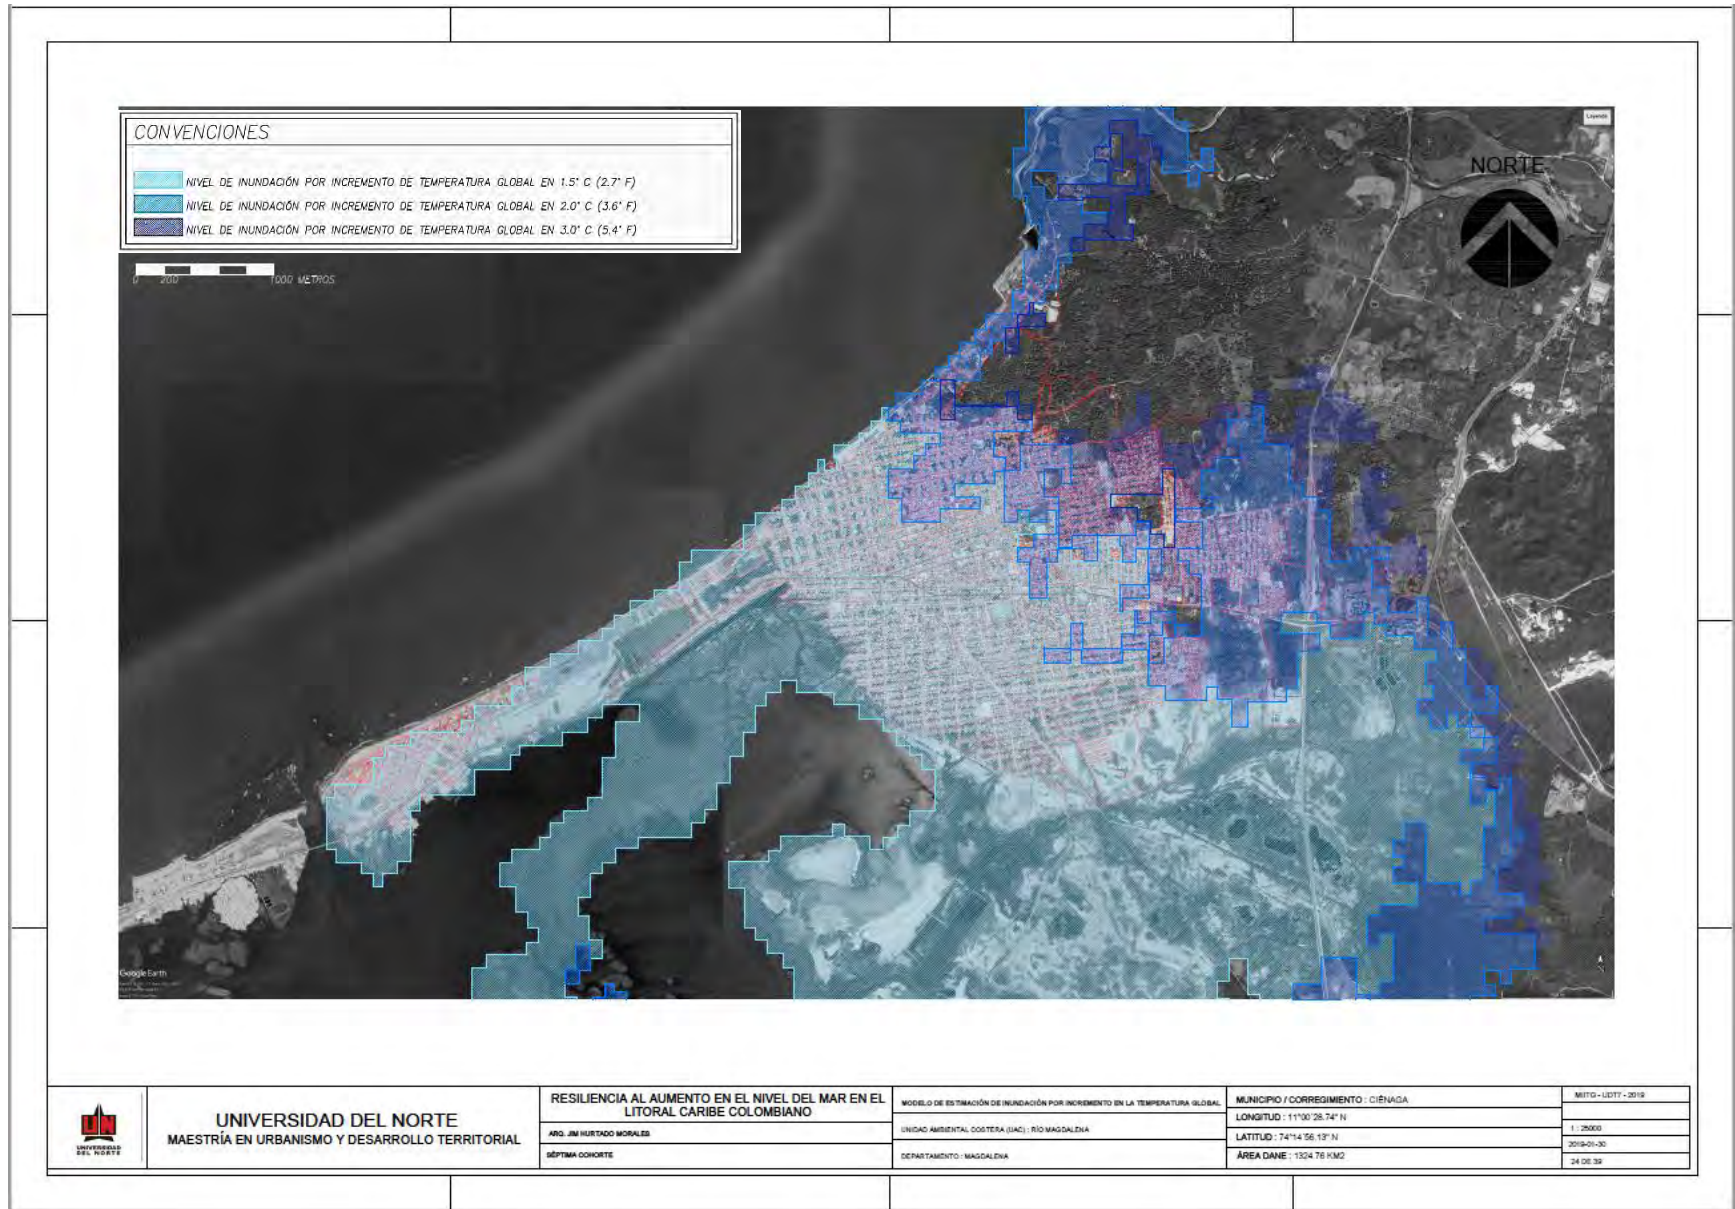 CONVENCIONES
NIVEL DE INUNDACIÓN POR INCREMENTO DE TEMPERATURA GLOBAL EN 1.5° C (2.7° F)
NIVEL DE INUNDACIÓN POR INCREMENTO DE TEMPERATURA GLOBAL EN 2.0° C (3.6° F)
NIVEL DE INUNDACIÓN POR INCREMENTO DE TEMPERATURA GLOBAL EN 3.0° C (5.4° F)
0 200 1000 METROS
Leyenda
NORTE
Google Earth
UNIVERSIDAD DEL NORTE
UNIVERSIDAD DEL NORTE
MAESTRÍA EN URBANISMO Y DESARROLLO TERRITORIAL
RESILIENCIA AL AUMENTO EN EL NIVEL DEL MAR EN EL
LITORAL CARIBE COLOMBIANO
ARQ. JIM HURTADO MORALES
SÉPTIMA COHORTE
MODELO DE ESTIMACIÓN DE INUNDACIÓN POR INCREMENTO EN LA TEMPERATURA GLOBAL
UNIDAD AMBIENTAL COSTERA (UAC) : RÍO MAGDALENA
DEPARTAMENTO : MAGDALENA
MUNICIPIO / CORREGIMIENTO : CIÉNAGA
LONGITUD : 11°00'28.74" N
LATITUD : 74°14'56.13" N
ÁREA DANE : 1324.76 KM2
1 : 25000
2019-01-30